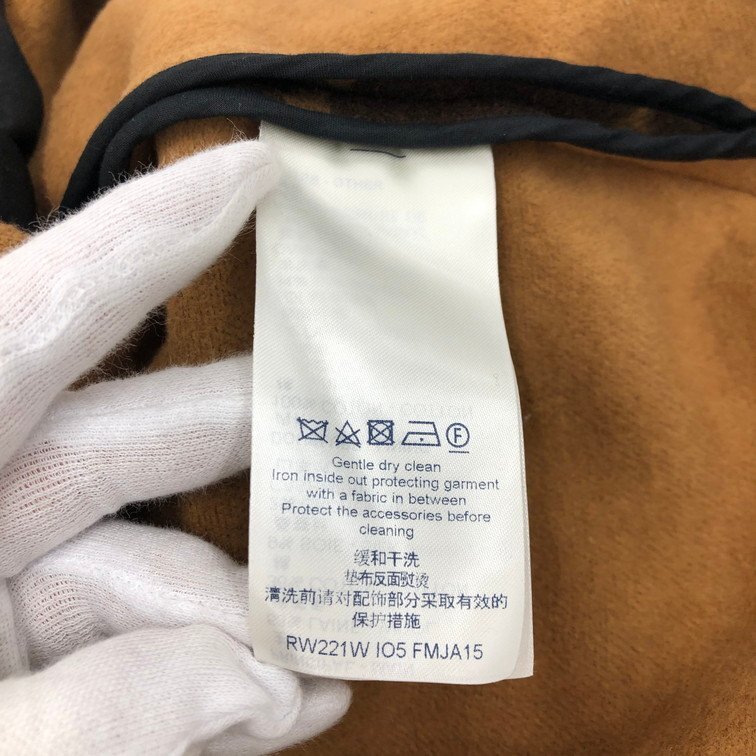 F
Gentle dry clean
Iron inside out protecting garment
with a fabric in between
Protect the accessories before
cleaning
缓和干洗
垫布反面熨烫
清洗前请对配饰部分采取有效的
保护措施
RW221W IO5 FMJA15